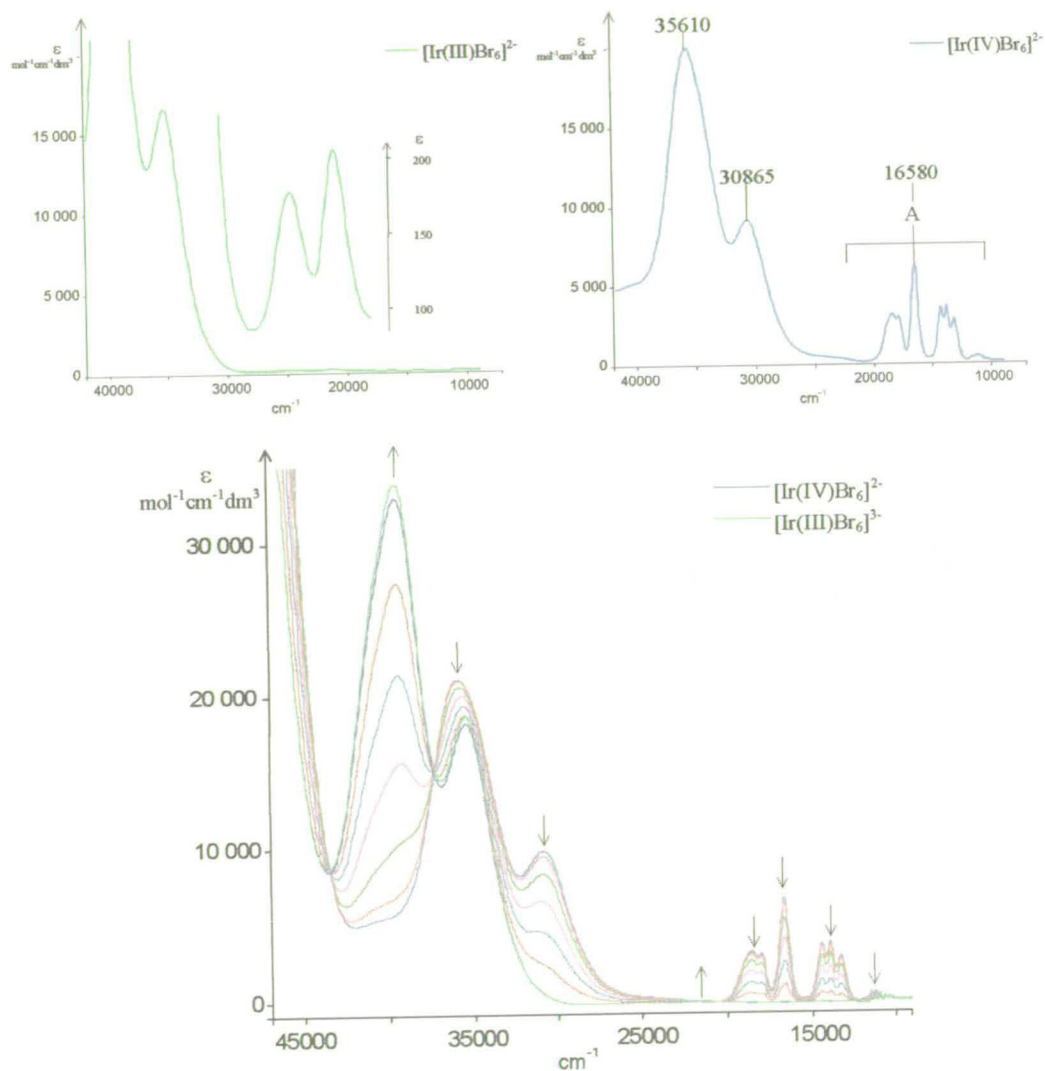 ε
mol⁻¹cm⁻¹dm³
[Ir(III)Br₆]²⁻
15 000
10 000
5 000
0
ε
200
150
100
40000 30000 20000 10000
cm⁻¹
35610
ε
mol⁻¹cm⁻¹dm³
[Ir(IV)Br₆]²⁻
15 000
30865
16580
A
10 000
5 000
0
40000 30000 20000 10000
cm⁻¹
ε
mol⁻¹cm⁻¹dm³
[Ir(IV)Br₆]²⁻
[Ir(III)Br₆]³⁻
30 000
20 000
10 000
0
45000 35000 25000 15000
cm⁻¹